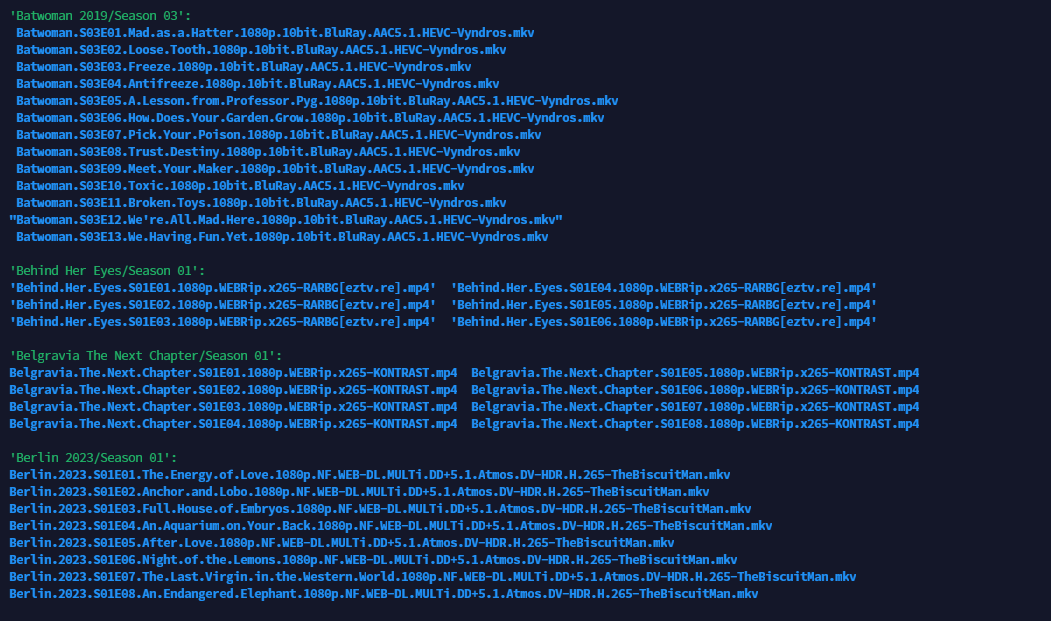 'Batwoman 2019/Season 03':
Batwoman.S03E01.Mad.as.a.Hatter.1080p.10bit.BluRay.AAC5.1.HEVC-Vyndros.mkv
Batwoman.S03E02.Loose.Tooth.1080p.10bit.BluRay.AAC5.1.HEVC-Vyndros.mkv
Batwoman.S03E03.Freeze.1080p.10bit.BluRay.AAC5.1.HEVC-Vyndros.mkv
Batwoman.S03E04.Antifreeze.1080p.10bit.BluRay.AAC5.1.HEVC-Vyndros.mkv
Batwoman.S03E05.A.Lesson.from.Professor.Pyg.1080p.10bit.BluRay.AAC5.1.HEVC-Vyndros.mkv
Batwoman.S03E06.How.Does.Your.Garden.Grow.1080p.10bit.BluRay.AAC5.1.HEVC-Vyndros.mkv
Batwoman.S03E07.Pick.Your.Poison.1080p.10bit.BluRay.AAC5.1.HEVC-Vyndros.mkv
Batwoman.S03E08.Trust.Destiny.1080p.10bit.BluRay.AAC5.1.HEVC-Vyndros.mkv
Batwoman.S03E09.Meet.Your.Maker.1080p.10bit.BluRay.AAC5.1.HEVC-Vyndros.mkv
Batwoman.S03E10.Toxic.1080p.10bit.BluRay.AAC5.1.HEVC-Vyndros.mkv
Batwoman.S03E11.Broken.Toys.1080p.10bit.BluRay.AAC5.1.HEVC-Vyndros.mkv
"Batwoman.S03E12.We're.All.Mad.Here.1080p.10bit.BluRay.AAC5.1.HEVC-Vyndros.mkv"
Batwoman.S03E13.We.Having.Fun.Yet.1080p.10bit.BluRay.AAC5.1.HEVC-Vyndros.mkv
'Behind Her Eyes/Season 01':
'Behind.Her.Eyes.S01E01.1080p.WEBRip.x265-RARBG[eztv.re].mp4'  'Behind.Her.Eyes.S01E04.1080p.WEBRip.x265-RARBG[eztv.re].mp4'
'Behind.Her.Eyes.S01E02.1080p.WEBRip.x265-RARBG[eztv.re].mp4'  'Behind.Her.Eyes.S01E05.1080p.WEBRip.x265-RARBG[eztv.re].mp4'
'Behind.Her.Eyes.S01E03.1080p.WEBRip.x265-RARBG[eztv.re].mp4'  'Behind.Her.Eyes.S01E06.1080p.WEBRip.x265-RARBG[eztv.re].mp4'
'Belgravia The Next Chapter/Season 01':
Belgravia.The.Next.Chapter.S01E01.1080p.WEBRip.x265-KONTRAST.mp4  Belgravia.The.Next.Chapter.S01E05.1080p.WEBRip.x265-KONTRAST.mp4
Belgravia.The.Next.Chapter.S01E02.1080p.WEBRip.x265-KONTRAST.mp4  Belgravia.The.Next.Chapter.S01E06.1080p.WEBRip.x265-KONTRAST.mp4
Belgravia.The.Next.Chapter.S01E03.1080p.WEBRip.x265-KONTRAST.mp4  Belgravia.The.Next.Chapter.S01E07.1080p.WEBRip.x265-KONTRAST.mp4
Belgravia.The.Next.Chapter.S01E04.1080p.WEBRip.x265-KONTRAST.mp4  Belgravia.The.Next.Chapter.S01E08.1080p.WEBRip.x265-KONTRAST.mp4
'Berlin 2023/Season 01':
Berlin.2023.S01E01.The.Energy.of.Love.1080p.NF.WEB-DL.MULTi.DD+5.1.Atmos.DV-HDR.H.265-TheBiscuitMan.mkv
Berlin.2023.S01E02.Anchor.and.Lobo.1080p.NF.WEB-DL.MULTi.DD+5.1.Atmos.DV-HDR.H.265-TheBiscuitMan.mkv
Berlin.2023.S01E03.Full.House.of.Embryos.1080p.NF.WEB-DL.MULTi.DD+5.1.Atmos.DV-HDR.H.265-TheBiscuitMan.mkv
Berlin.2023.S01E04.An.Aquarium.on.Your.Back.1080p.NF.WEB-DL.MULTi.DD+5.1.Atmos.DV-HDR.H.265-TheBiscuitMan.mkv
Berlin.2023.S01E05.After.Love.1080p.NF.WEB-DL.MULTi.DD+5.1.Atmos.DV-HDR.H.265-TheBiscuitMan.mkv
Berlin.2023.S01E06.Night.of.the.Lemons.1080p.NF.WEB-DL.MULTi.DD+5.1.Atmos.DV-HDR.H.265-TheBiscuitMan.mkv
Berlin.2023.S01E07.The.Last.Virgin.in.the.Western.World.1080p.NF.WEB-DL.MULTi.DD+5.1.Atmos.DV-HDR.H.265-TheBiscuitMan.mkv
Berlin.2023.S01E08.An.Endangered.Elephant.1080p.NF.WEB-DL.MULTi.DD+5.1.Atmos.DV-HDR.H.265-TheBiscuitMan.mkv